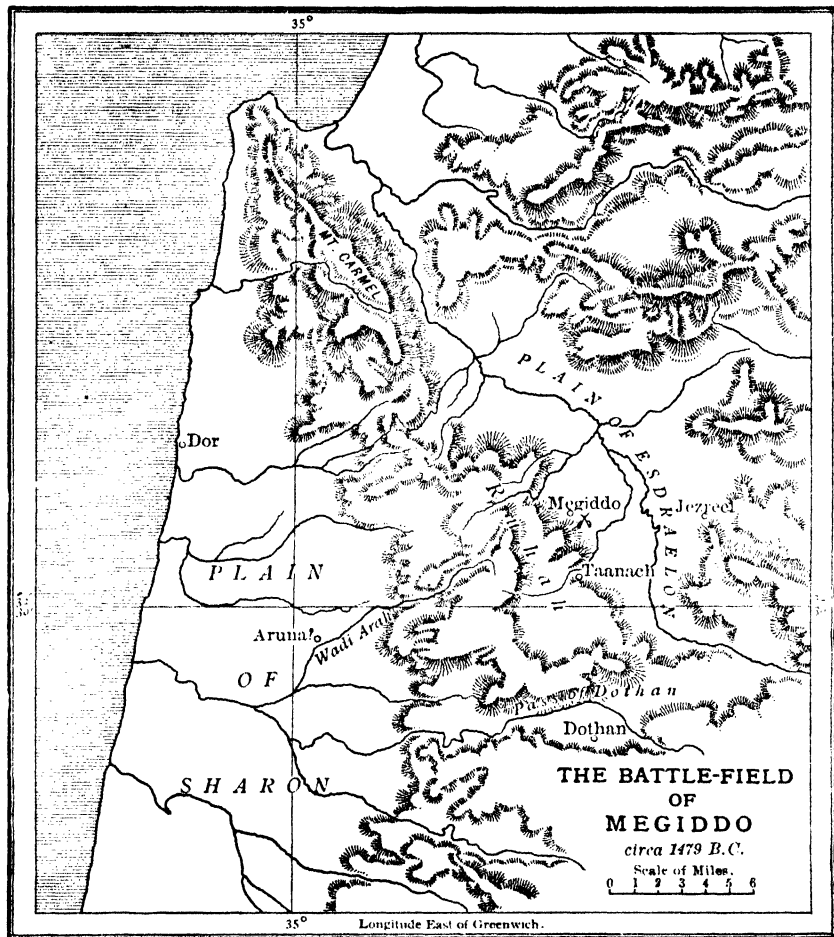 35°
MT. CARMEL
PLAIN OF ESDRAELON
Dor
Ruhah
Megiddo
Jezreel
Taanach
PLAIN
OF
SHARON
Aruna?
Wadi Arah
Pass of Dothan
Dothan
THE BATTLE-FIELD
OF
MEGIDDO
circa 1479 B.C.
Scale of Miles.
0 1 2 3 4 5 6
35°
Longitude East of Greenwich.